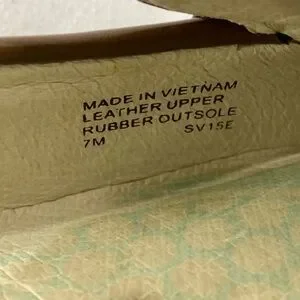 MADE IN VIETNAM
LEATHER UPPER
RUBBER OUTSOLE
7M SV15E